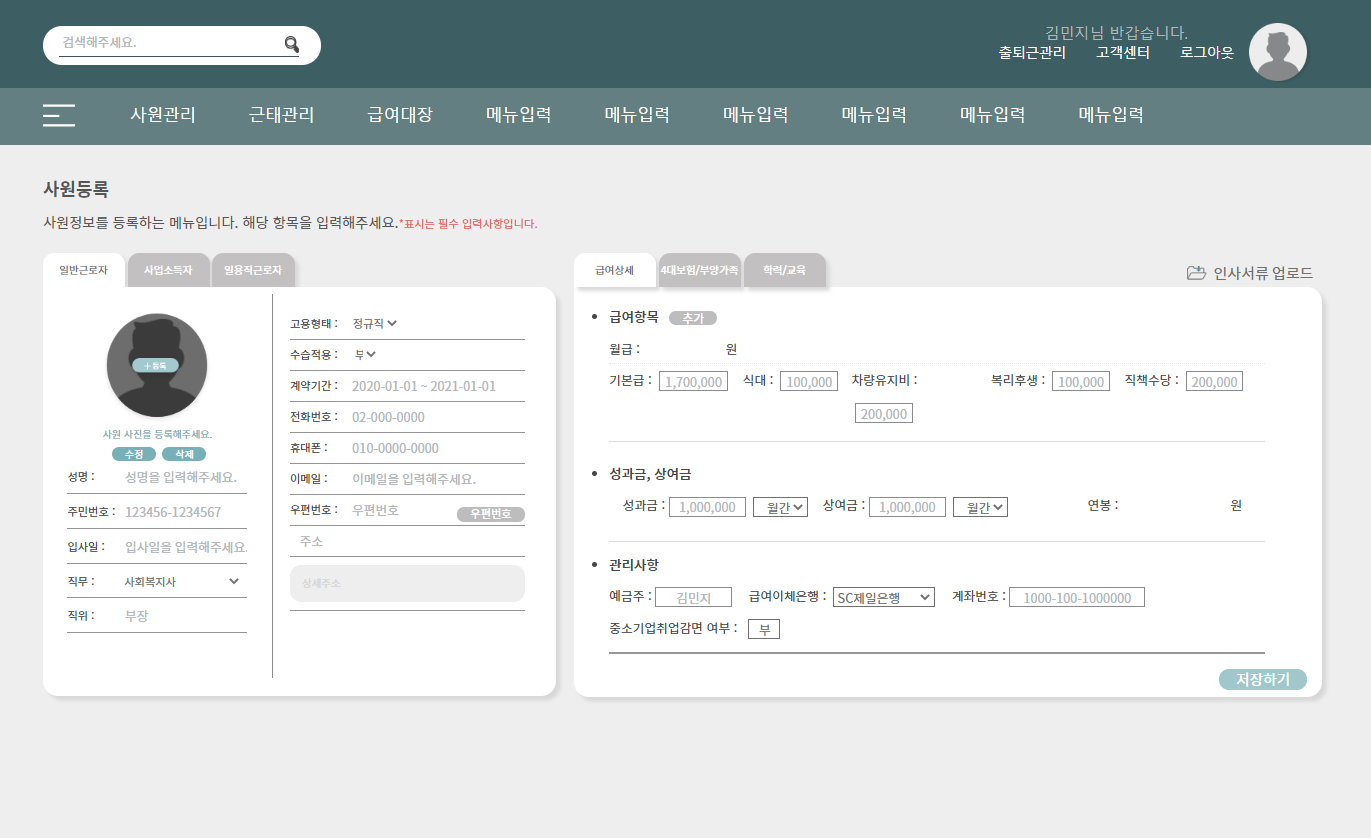 검색해주세요.
김민지님 반갑습니다.
출퇴근관리 고객센터 로그아웃
사원관리 근태관리 급여대장 메뉴입력 메뉴입력 메뉴입력 메뉴입력 메뉴입력 메뉴입력
사원등록
사원정보를 등록하는 메뉴입니다. 해당 항목을 입력해주세요.*표시는 필수 입력사항입니다.
일반근로자 사업소득자 일용직근로자
+등록
사원 사진을 등록해주세요.
수정 삭제
성명 : 성명을 입력해주세요.
주민번호 : 123456-1234567
입사일 : 입사일을 입력해주세요.
직무 : 사회복지사
직위 : 부장
고용형태 : 정규직
수습적용 : 부
계약기간 : 2020-01-01 ~ 2021-01-01
전화번호 : 02-000-0000
휴대폰 : 010-0000-0000
이메일 : 이메일을 입력해주세요.
우편번호 : 우편번호 우편번호
주소
상세주소
급여상세 4대보험/부양가족 학력/교육
인사서류 업로드
• 급여항목 추가
월급 : 원
기본급 : 1,700,000 식대 : 100,000 차량유지비 : 복리후생 : 100,000 직책수당 : 200,000
200,000
• 성과금, 상여금
성과금 : 1,000,000 월간 상여금 : 1,000,000 월간 연봉 : 원
• 관리사항
예금주 : 김민지 급여이체은행 : SC제일은행 계좌번호 : 1000-100-1000000
중소기업취업감면 여부 : 부
저장하기